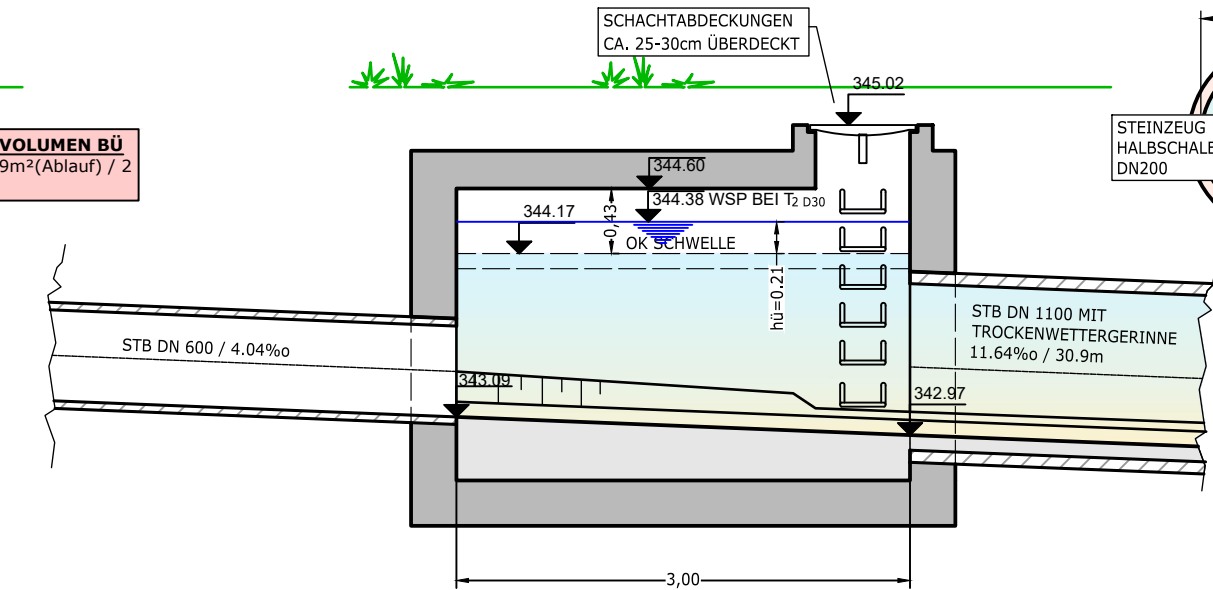 SCHACHTABDECKUNGEN
CA. 25-30cm ÜBERDECKT
345.02
VOLUMEN BÜ
9m²(Ablauf) / 2
STEINZEUG
HALBSCHALE
DN200
344.60
344.38 WSP BEI T2 D30
344.17
0,43
OK SCHWELLE
hü=0.21
STB DN 600 / 4.04%o
STB DN 1100 MIT
TROCKENWETTERGERINNE
11.64%o / 30.9m
343.09
342.97
3,00